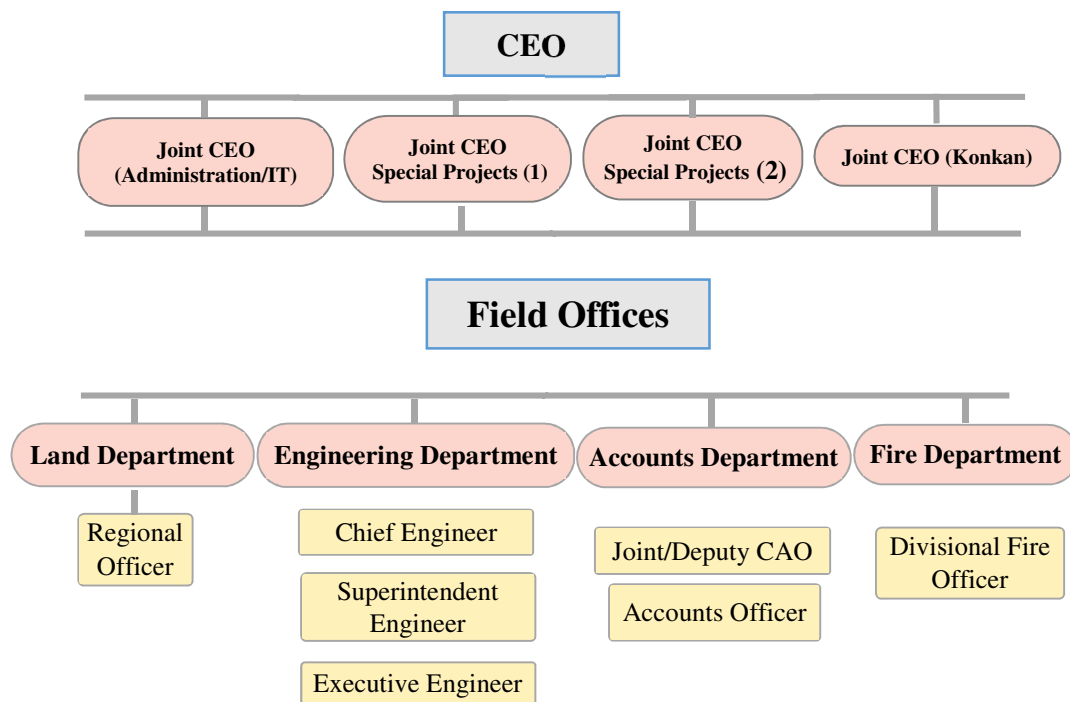 CEO
Joint CEO
(Administration/IT)
Joint CEO
Special Projects (1)
Joint CEO
Special Projects (2)
Joint CEO (Konkan)
Field Offices
Land Department
Engineering Department
Accounts Department
Fire Department
Regional
Officer
Chief Engineer
Superintendent
Engineer
Executive Engineer
Joint/Deputy CAO
Accounts Officer
Divisional Fire
Officer